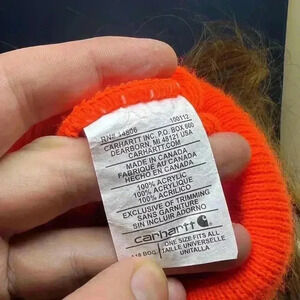 RN# 14806 100112
CARHARTT INC. P.O. BOX 600
DEARBORN, MI 48121 USA
CARHARTT.COM
MADE IN CANADA
FABRIQUÉ AU CANADA
HECHO EN CANADA
100% ACRYLIC
100% ACRYLIQUE
100% ACRILICO
EXCLUSIVE OF TRIMMING
SANS GARNITURE
SIN INCLUIR ADORNO
carhartt
ONE SIZE FITS ALL
TAILLE UNIVERSELLE
UNITALLA